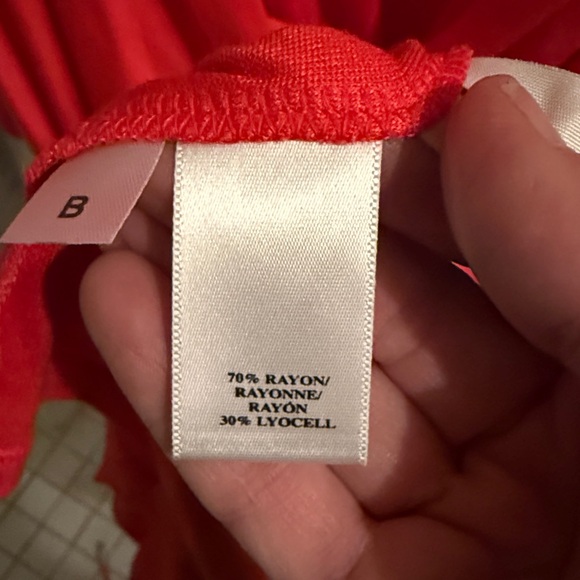 B
70% RAYON/
RAYONNE/
RAYÓN
30% LYOCELL